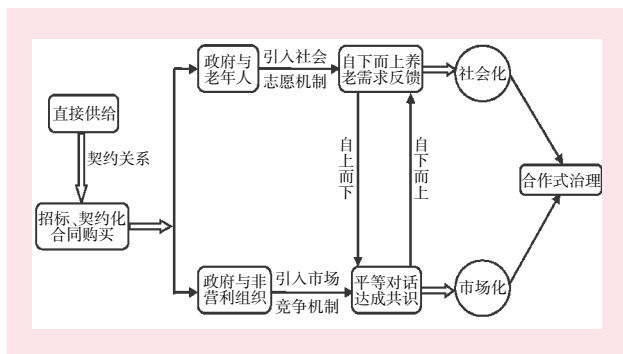 直接供给
契约关系
招标、契约化
合同购买
政府与
老年人
引入社会
志愿机制
自下而上养
老需求反馈
社会化
自上而下
自下而上
合作式治理
政府与非
营利组织
引入市场
竞争机制
平等对话
达成共识
市场化